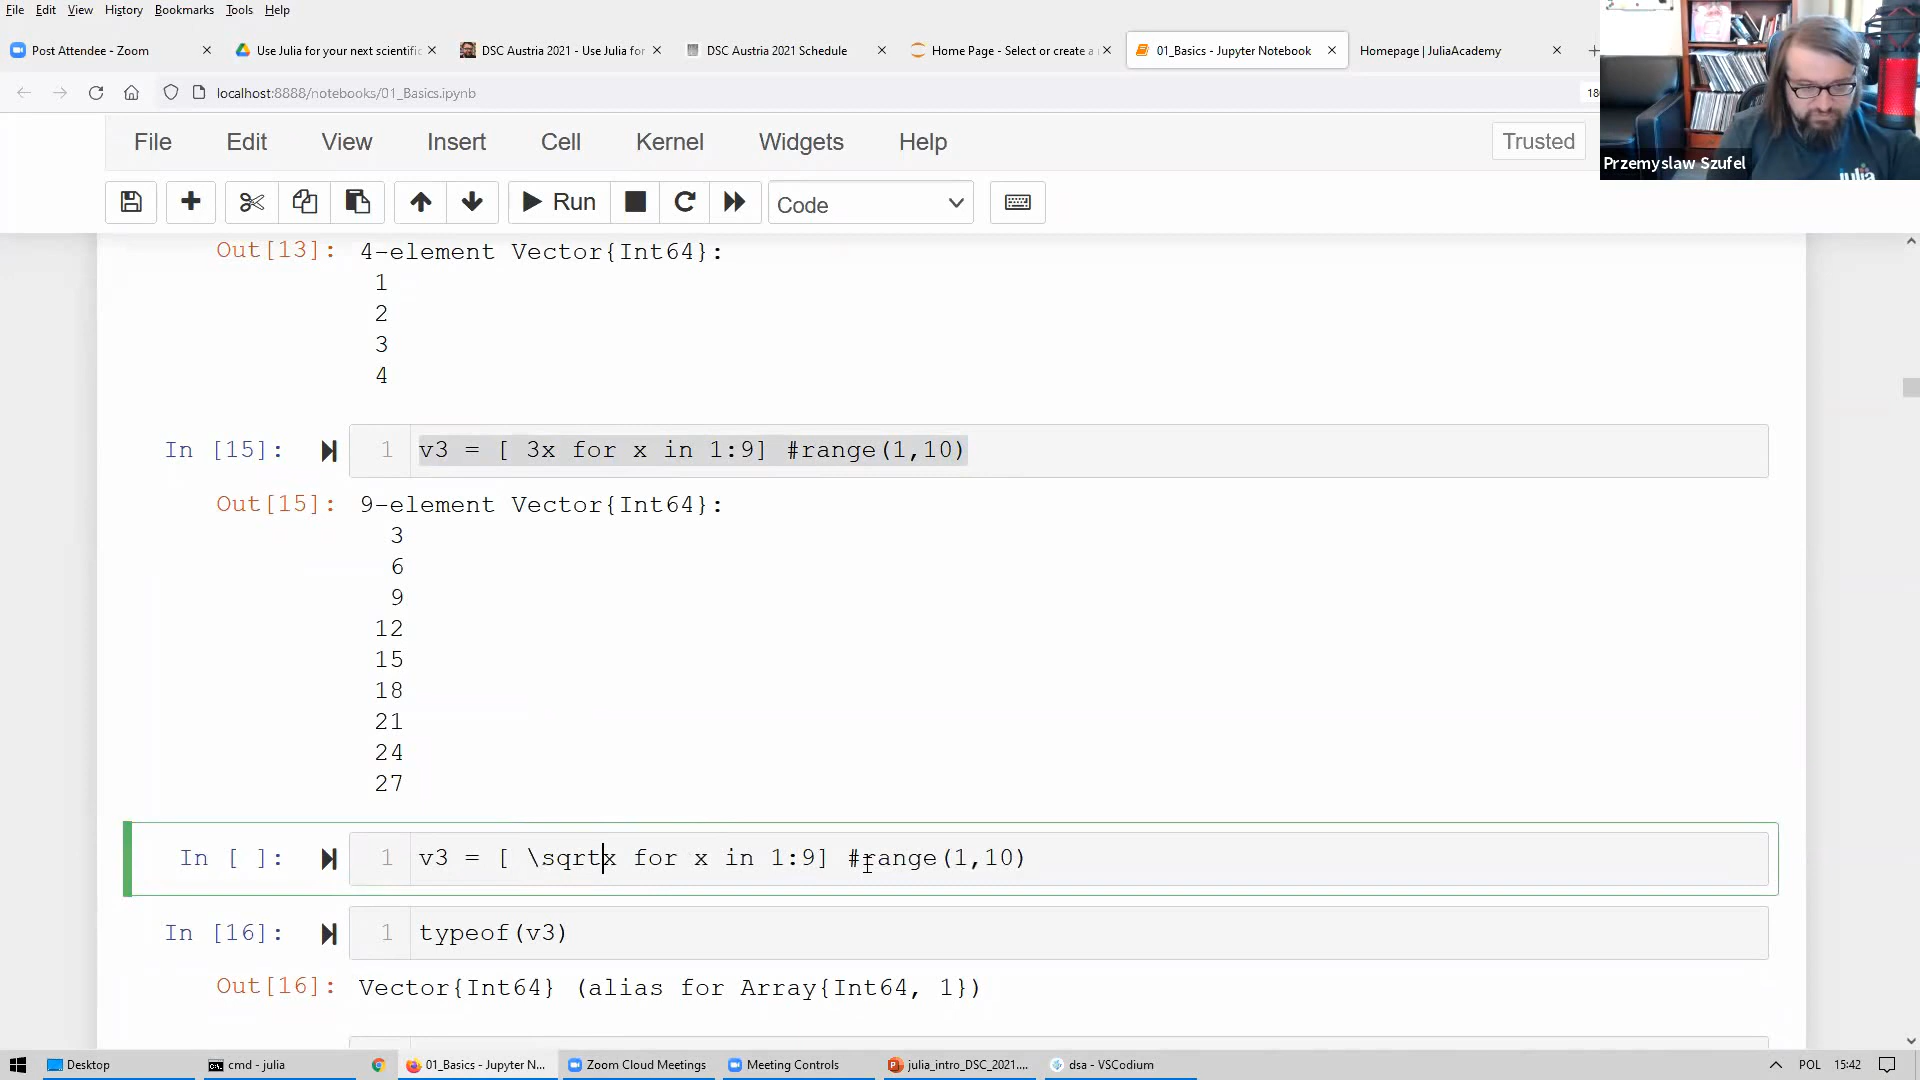 File Edit View History Bookmarks Tools Help
Post Attendee - Zoom
Use Julia for your next scientific
DSC Austria 2021 - Use Julia for
DSC Austria 2021 Schedule
Home Page - Select or create a
01_Basics - Jupyter Notebook
Homepage | JuliaAcademy
localhost:8888/notebooks/01_Basics.ipynb
18
Przemyslaw Szufel
julia
File Edit View Insert Cell Kernel Widgets Help
Trusted
Run
Code
Out[13]: 4-element Vector{Int64}:
1
2
3
4
In [15]: 1 v3 = [ 3x for x in 1:9] #range(1,10)
Out[15]: 9-element Vector{Int64}:
3
6
9
12
15
18
21
24
27
In [ ]: 1 v3 = [ \sqrtx for x in 1:9] #range(1,10)
In [16]: 1 typeof(v3)
Out[16]: Vector{Int64} (alias for Array{Int64, 1})
Desktop
cmd - julia
01_Basics - Jupyter N...
Zoom Cloud Meetings
Meeting Controls
julia_intro_DSC_2021....
dsa - VSCodium
POL 15:42